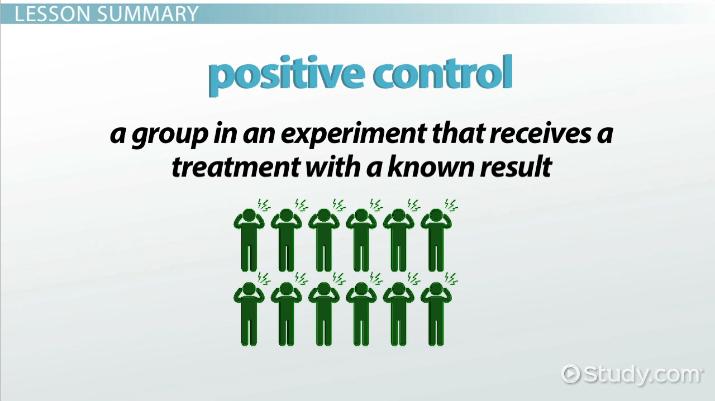 LESSON SUMMARY
positive control
a group in an experiment that receives a
treatment with a known result
Study.com